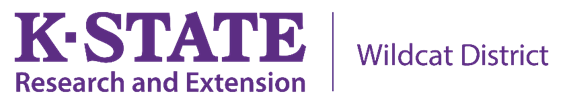 K-STATE
Research and Extension
Wildcat District